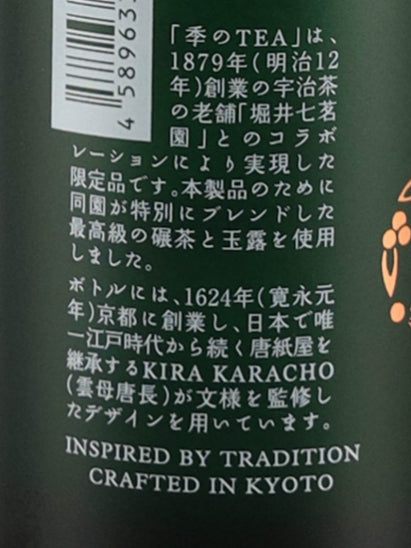 「季のTEA」は、
1879年(明治12
年)創業の宇治茶
の老舗「堀井七茗
園」とのコラボ
レーションにより実現した
限定品です。本製品のために
同園が特別にブレンドした
最高級の碾茶と玉露を使用
しました。
ボトルには、1624年(寛永元
年)京都に創業し、日本で唯
一江戸時代から続く唐紙屋を
継承するKIRA KARACHO
(雲母唐長)が文様を監修し
たデザインを用いています。
INSPIRED BY TRADITION
CRAFTED IN KYOTO
4 58963